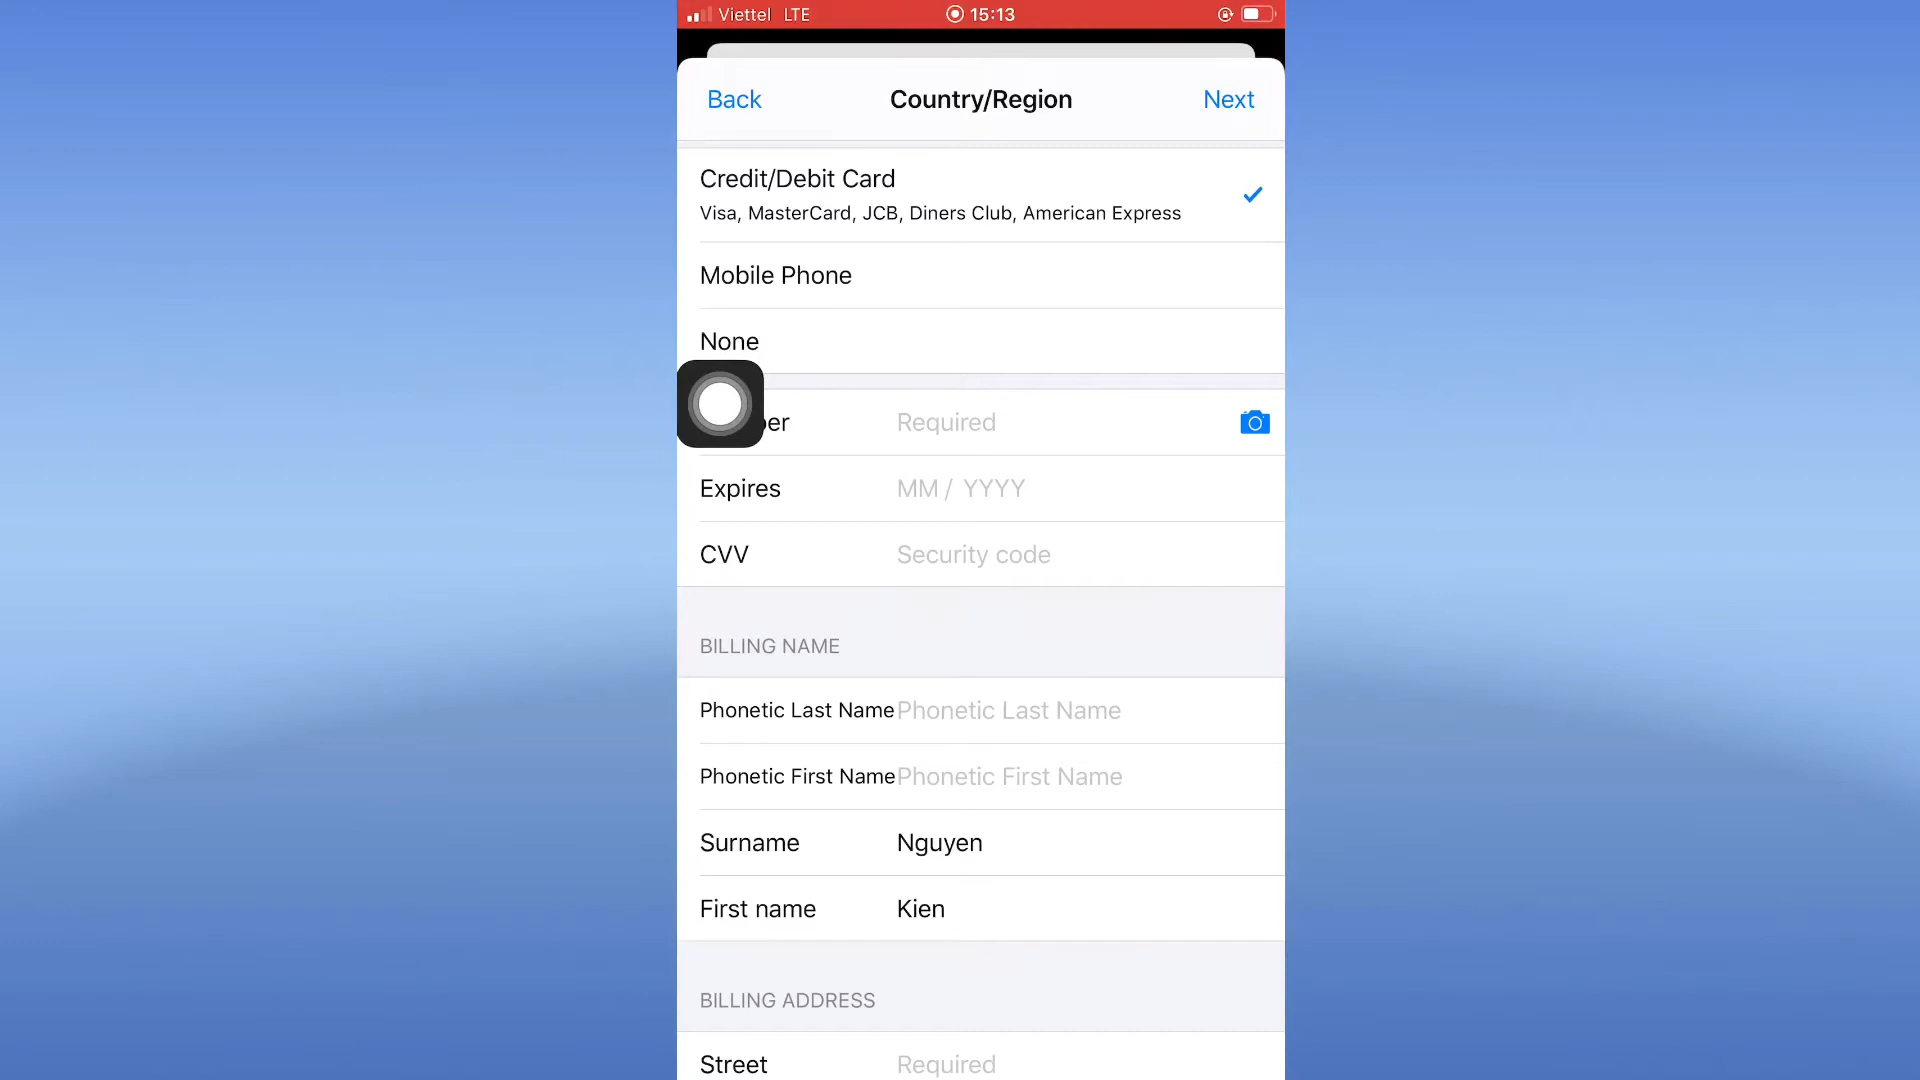 Viettel LTE 15:13
Back Country/Region Next
Credit/Debit Card
Visa, MasterCard, JCB, Diners Club, American Express
Mobile Phone
None
Required
Expires MM / YYYY
CVV Security code
BILLING NAME
Phonetic Last Name Phonetic Last Name
Phonetic First Name Phonetic First Name
Surname Nguyen
First name Kien
BILLING ADDRESS
Street Required